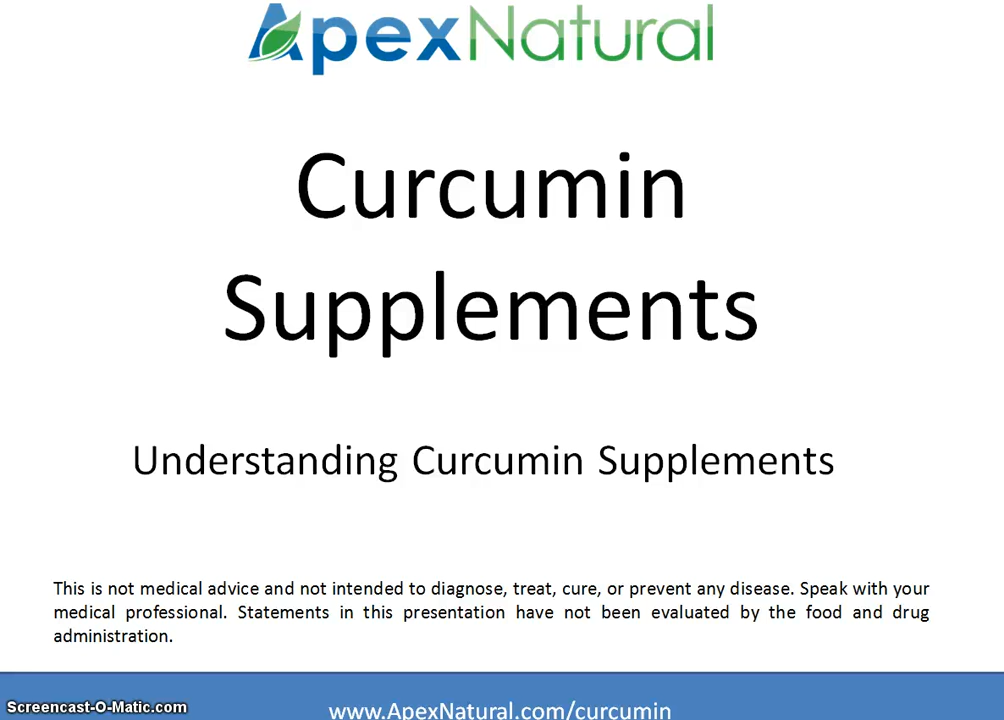 ApexNatural
Curcumin
Supplements
Understanding Curcumin Supplements
This is not medical advice and not intended to diagnose, treat, cure, or prevent any disease. Speak with your
medical professional. Statements in this presentation have not been evaluated by the food and drug
administration.
Screencast-O-Matic.com
www.ApexNatural.com/curcumin